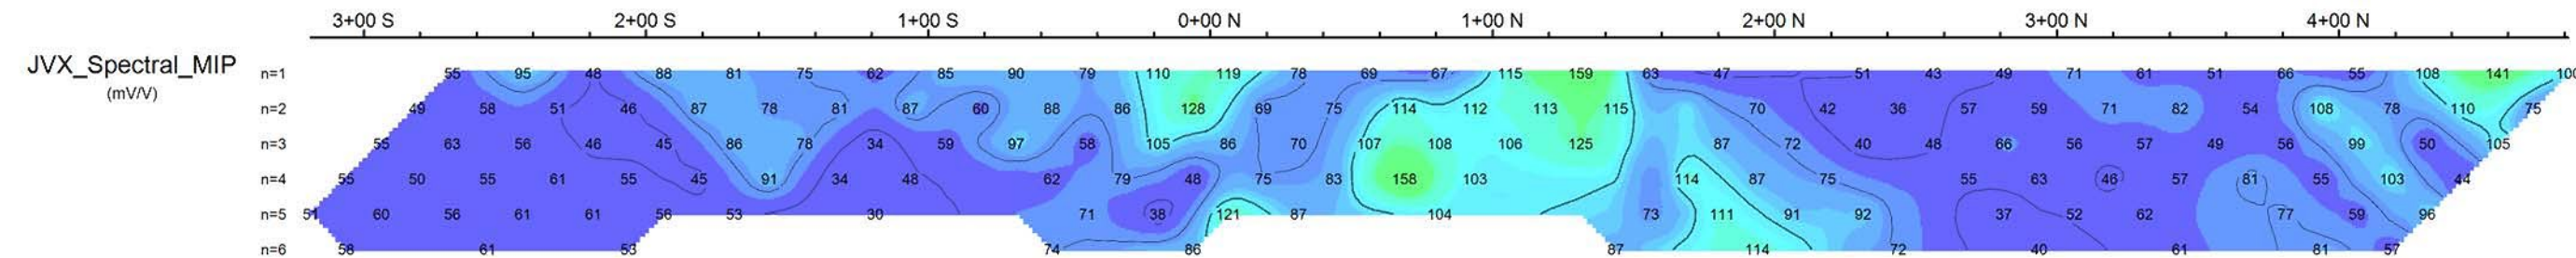 3+00 S 2+00 S 1+00 S 0+00 N 1+00 N 2+00 N 3+00 N 4+00 N
JVX_Spectral_MIP
(mV/V)
n=1 55 95 48 88 81 75 62 85 90 79 110 119 78 69 67 115 159 63 47 51 43 49 71 61 51 66 55 108 141 100
n=2 49 58 51 46 87 78 81 87 60 88 86 128 69 75 114 112 113 115 70 42 36 57 59 71 82 54 108 78 110 75
n=3 55 63 56 46 45 86 78 34 59 97 58 105 86 70 107 108 106 125 87 72 40 48 66 56 57 49 56 99 50 105
n=4 55 50 55 61 55 45 91 34 48 62 79 48 75 83 158 103 114 87 75 55 63 46 57 81 55 103 44
n=5 51 60 56 61 61 56 53 30 71 38 121 87 104 73 111 91 92 37 52 62 77 59 96
n=6 58 61 53 74 86 87 114 72 40 61 81 57